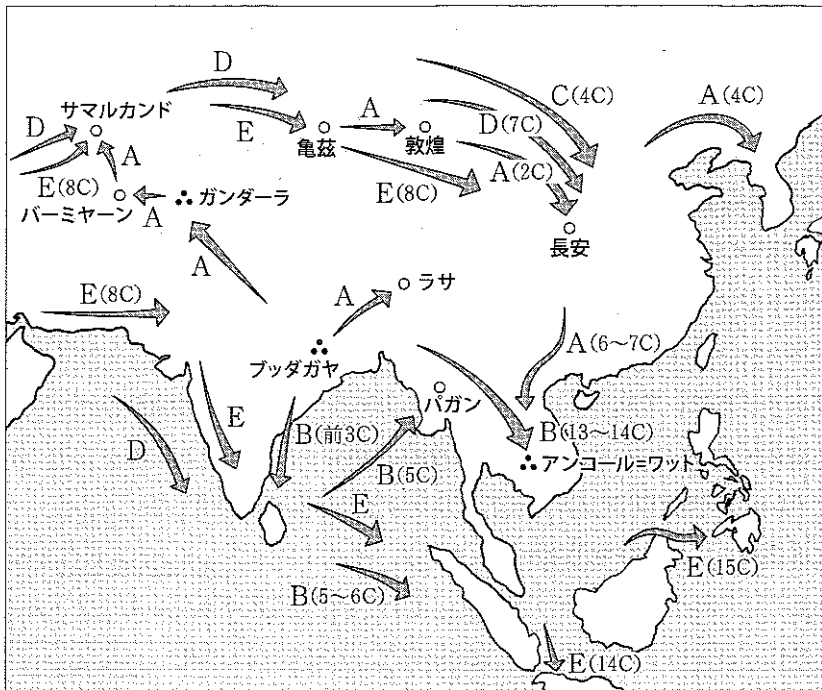 D
C(4C)
A(4C)
サマルカンド
D
E
A
D(7C)
亀茲
敦煌
A
A(2C)
E(8C)
E(8C)
バーミヤーン
A
ガンダーラ
長安
A
A
ラサ
E(8C)
A(6〜7C)
ブッダガヤ
パガン
E
B(前3C)
B(13〜14C)
D
アンコール=ワット
B(5C)
E
E(15C)
B(5〜6C)
E(14C)